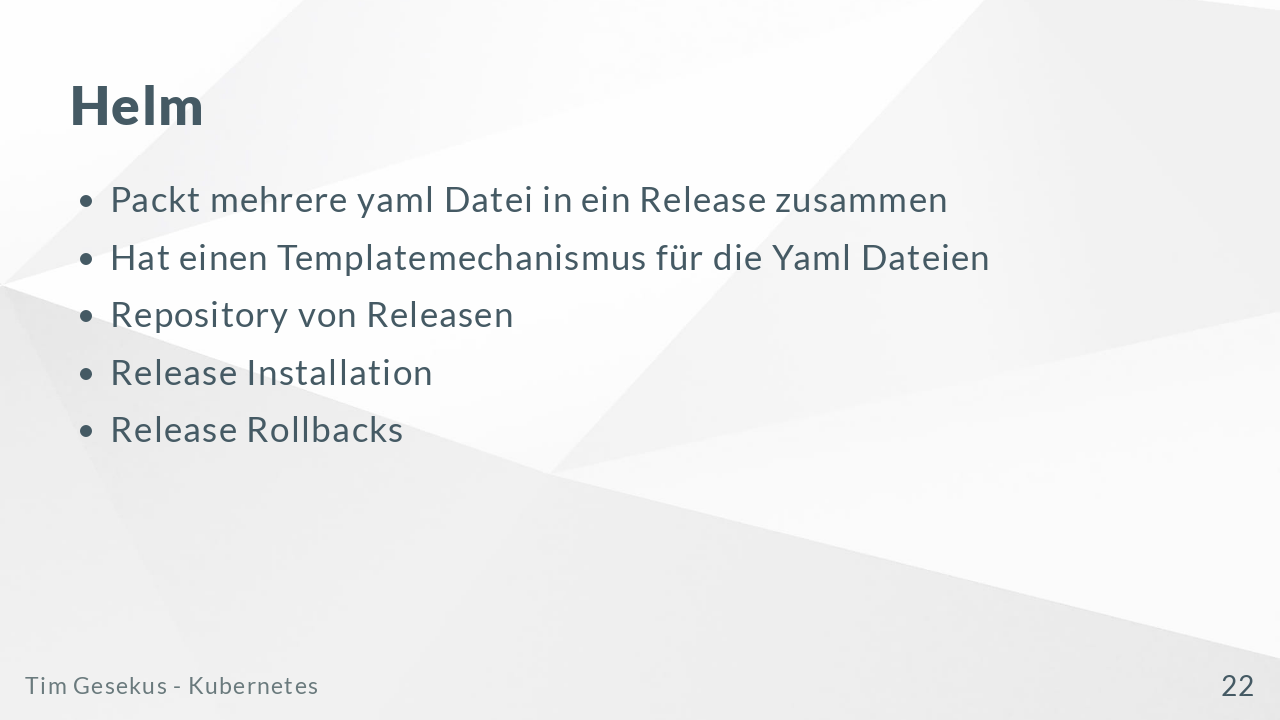 Helm
• Packt mehrere yaml Datei in ein Release zusammen
• Hat einen Templatemechanismus für die Yaml Dateien
• Repository von Releasen
• Release Installation
• Release Rollbacks
Tim Gesekus - Kubernetes
22